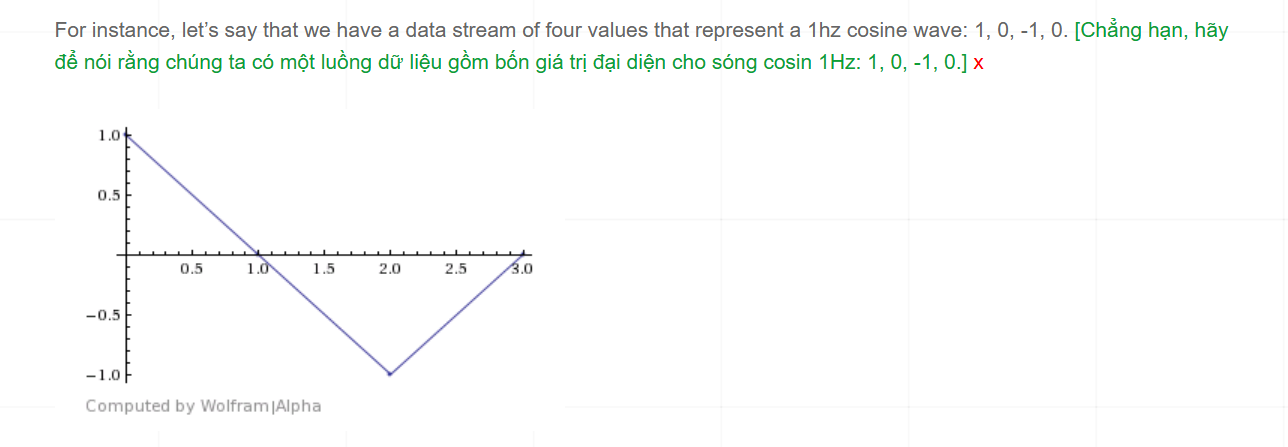 For instance, let’s say that we have a data stream of four values that represent a 1hz cosine wave: 1, 0, -1, 0. [Chẳng hạn, hãy
để nói rằng chúng ta có một luồng dữ liệu gồm bốn giá trị đại diện cho sóng cosin 1Hz: 1, 0, -1, 0.] x
1.0
0.5
0.5 1.0 1.5 2.0 2.5 3.0
−0.5
−1.0
Computed by Wolfram|Alpha